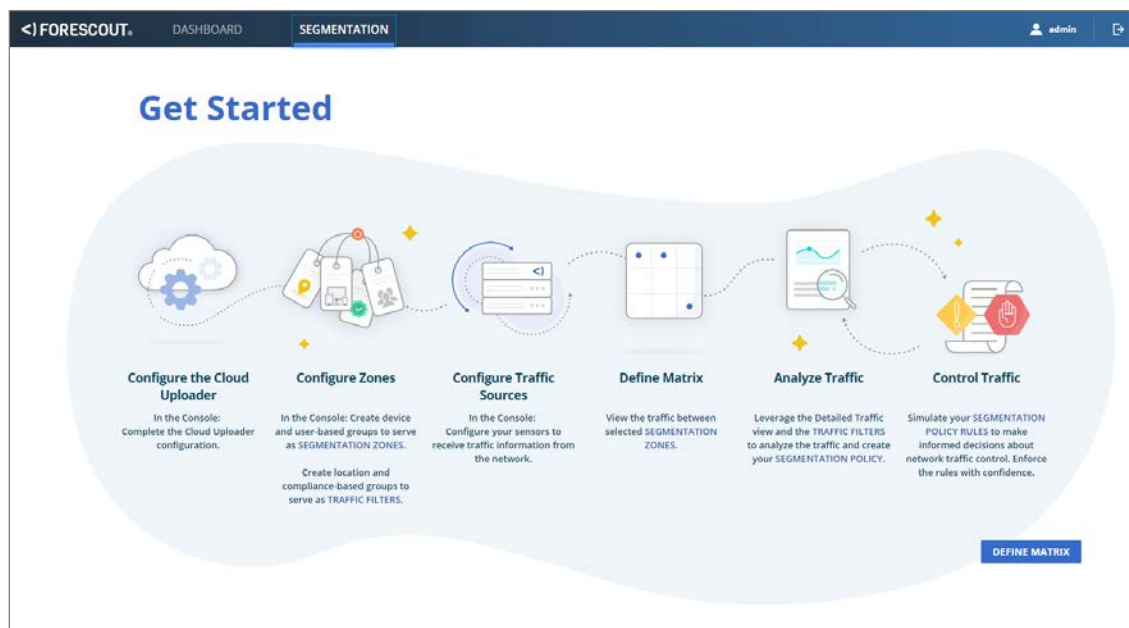 <) FORESCOUT. DASHBOARD SEGMENTATION admin
Get Started
Configure the Cloud
Uploader
In the Console:
Complete the Cloud Uploader
configuration.
Configure Zones
In the Console: Create device
and user-based groups to serve
as SEGMENTATION ZONES.
Create location and
compliance-based groups to
serve as TRAFFIC FILTERS.
Configure Traffic
Sources
In the Console:
Configure your sensors to
receive traffic information from
the network.
Define Matrix
View the traffic between
selected SEGMENTATION
ZONES.
Analyze Traffic
Leverage the Detailed Traffic
view and the TRAFFIC FILTERS
to analyze the traffic and create
your SEGMENTATION POLICY.
Control Traffic
Simulate your SEGMENTATION
POLICY RULES to make
informed decisions about
network traffic control. Enforce
the rules with confidence.
DEFINE MATRIX